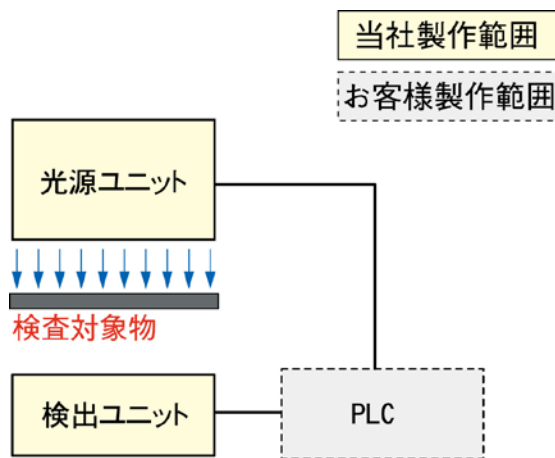 当社製作範囲
お客様製作範囲
光源ユニット
検査対象物
検出ユニット
PLC